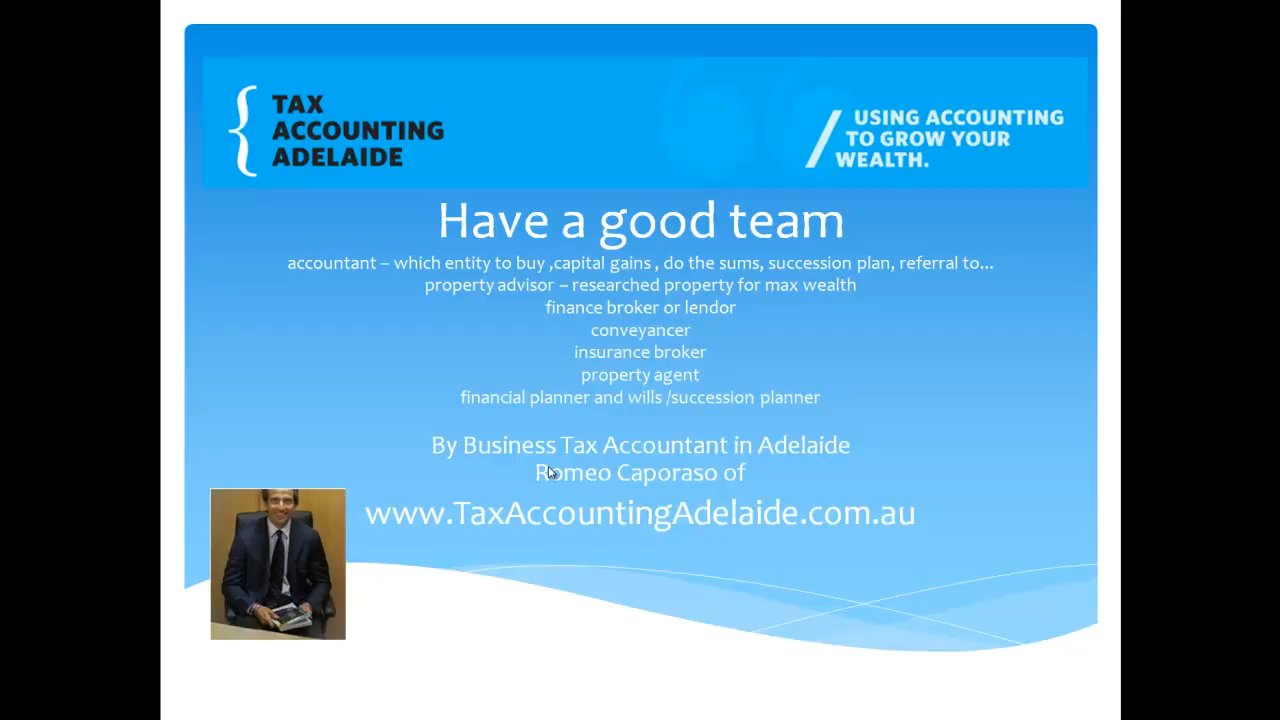 TAX
ACCOUNTING
ADELAIDE
USING ACCOUNTING
TO GROW YOUR
WEALTH.
Have a good team
accountant – which entity to buy ,capital gains , do the sums, succession plan, referral to...
property advisor – researched property for max wealth
finance broker or lendor
conveyancer
insurance broker
property agent
financial planner and wills /succession planner
By Business Tax Accountant in Adelaide
Romeo Caporaso of
www.TaxAccountingAdelaide.com.au